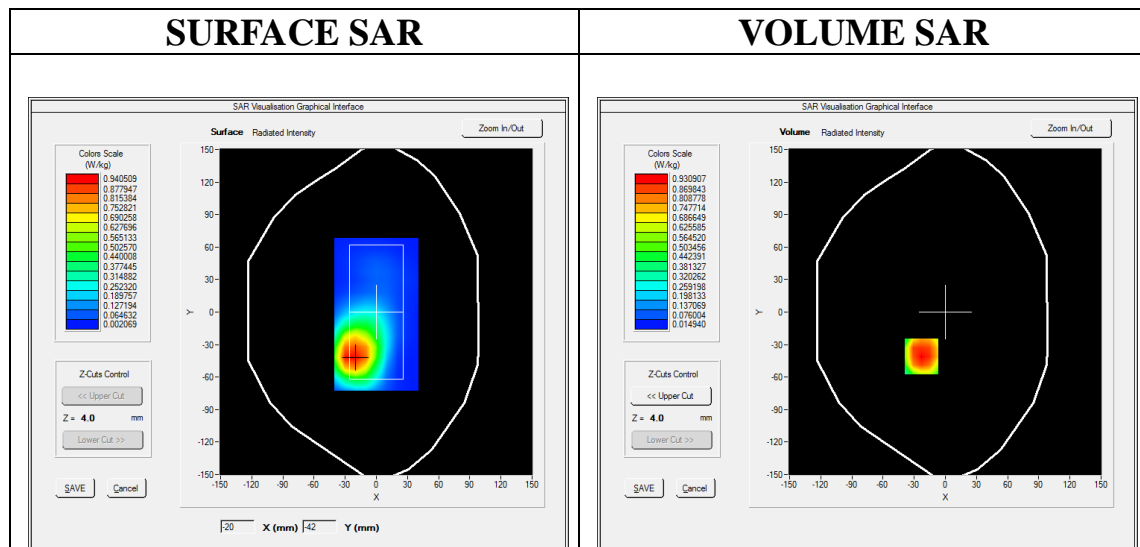 SURFACE SAR
VOLUME SAR
SAR Visualisation Graphical Interface
Surface Radiated Intensity
Zoom In/Out
Colors Scale
(W/kg)
0.940509
0.877947
0.815384
0.752821
0.690258
0.627696
0.565133
0.502570
0.440008
0.377445
0.314882
0.252320
0.189757
0.127194
0.064632
0.002069
Z-Cuts Control
<< Upper Cut
Z = 4.0 mm
Lower Cut >>
SAVE Cancel
150
120
90
60
30
0
-30
-60
-90
-120
-150
Y
-150 -120 -90 -60 -30 0 30 60 90 120 150
X
-20 X (mm) -42 Y (mm)
SAR Visualisation Graphical Interface
Volume Radiated Intensity
Zoom In/Out
Colors Scale
(W/kg)
0.930907
0.869843
0.808778
0.747714
0.686649
0.625585
0.564520
0.503456
0.442391
0.381327
0.320262
0.259198
0.198133
0.137069
0.076004
0.014940
Z-Cuts Control
<< Upper Cut
Z = 4.0 mm
Lower Cut >>
SAVE Cancel
150
120
90
60
30
0
-30
-60
-90
-120
-150
Y
-150 -120 -90 -60 -30 0 30 60 90 120 150
X